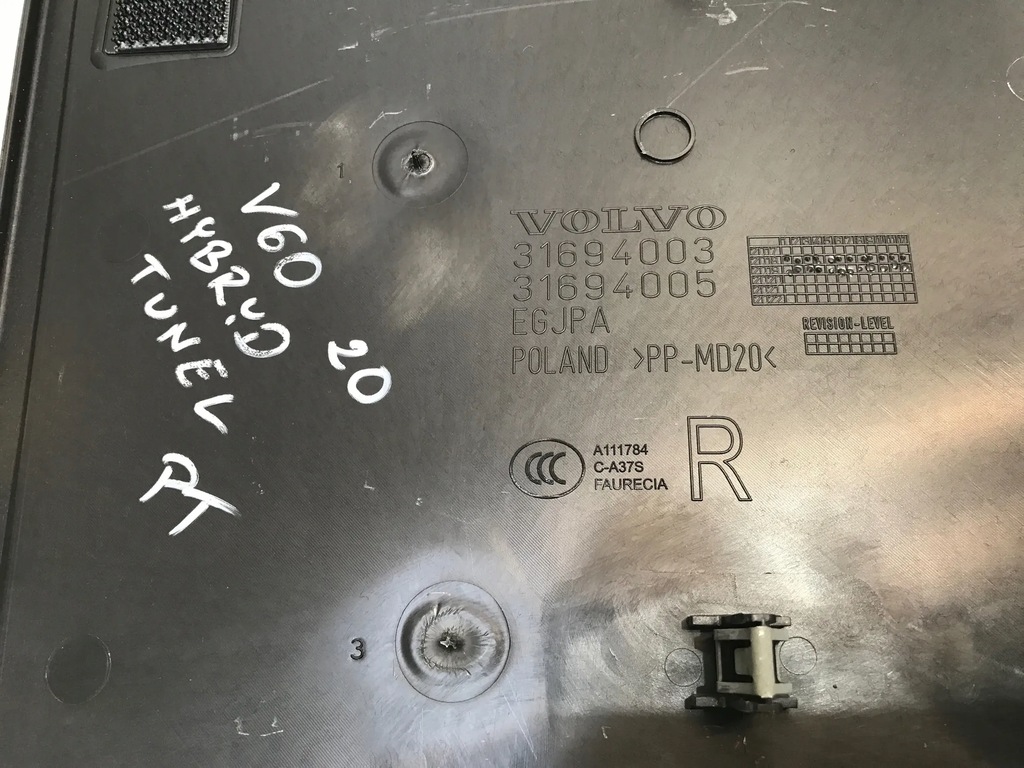 1
V60 20
HYBRiD
TUNEL
VOLVO
31694003
31694005
EGJPA
POLAND >PP-MD20<
REVISION-LEVEL
CCC
A111784
C-A37S
FAURECIA
R
3